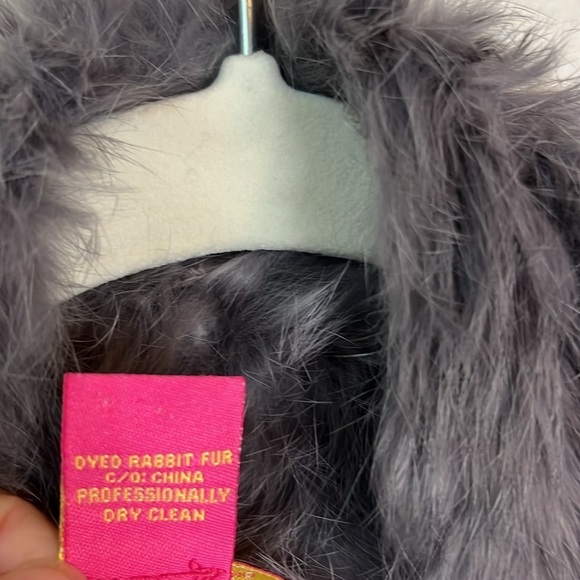 DYED RABBIT FUR
C/O: CHINA
PROFESSIONALLY
DRY CLEAN